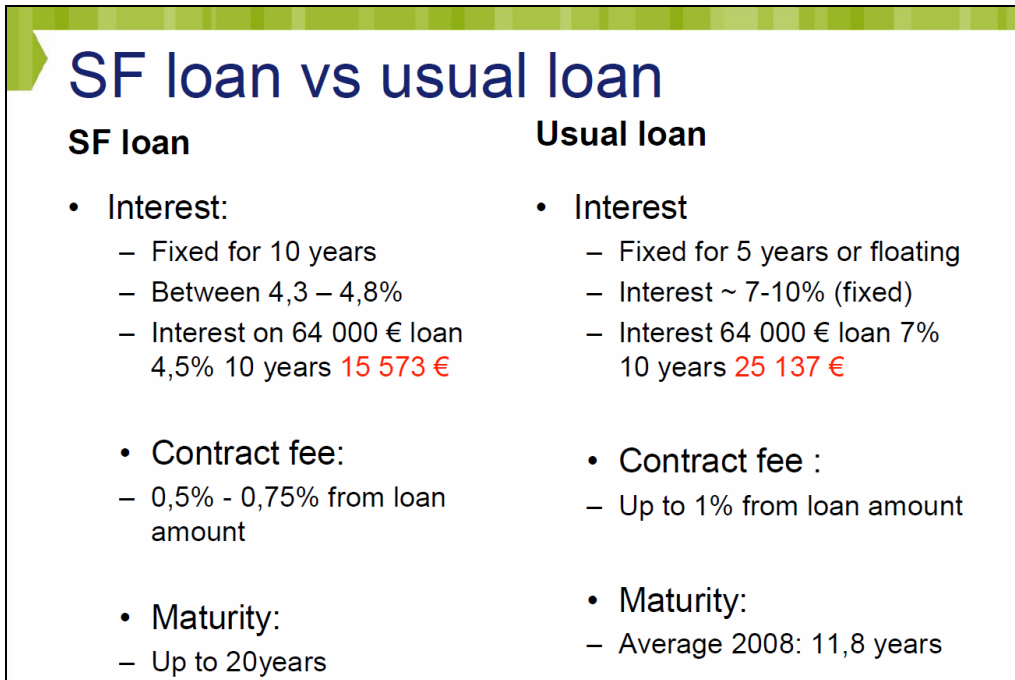 SF loan vs usual loan
SF loan
• Interest:
– Fixed for 10 years
– Between 4,3 – 4,8%
– Interest on 64 000 € loan
4,5% 10 years 15 573 €
• Contract fee:
– 0,5% - 0,75% from loan
amount
• Maturity:
– Up to 20years
Usual loan
• Interest
– Fixed for 5 years or floating
– Interest ~ 7-10% (fixed)
– Interest 64 000 € loan 7%
10 years 25 137 €
• Contract fee :
– Up to 1% from loan amount
• Maturity:
– Average 2008: 11,8 years